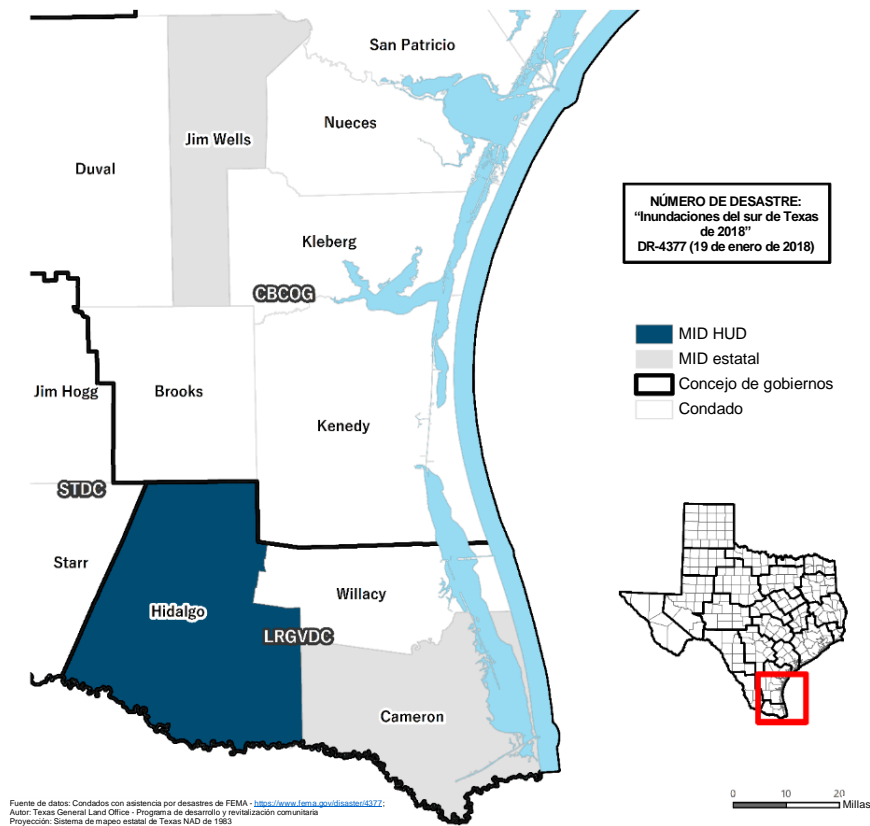 San Patricio
Nueces
Jim Wells
Duval
NÚMERO DE DESASTRE:
“Inundaciones del sur de Texas
de 2018”
DR-4377 (19 de enero de 2018)
Kleberg
CBCOG
MID HUD
MID estatal
Concejo de gobiernos
Condado
Jim Hogg
Brooks
Kenedy
STDC
Starr
Willacy
Hidalgo
LRGVDC
Cameron
0 10 20
Millas
Fuente de datos: Condados con asistencia por desastres de FEMA - https://www.fema.gov/disaster/4377;
Autor: Texas General Land Office - Programa de desarrollo y revitalización comunitaria
Proyección: Sistema de mapeo estatal de Texas NAD de 1983